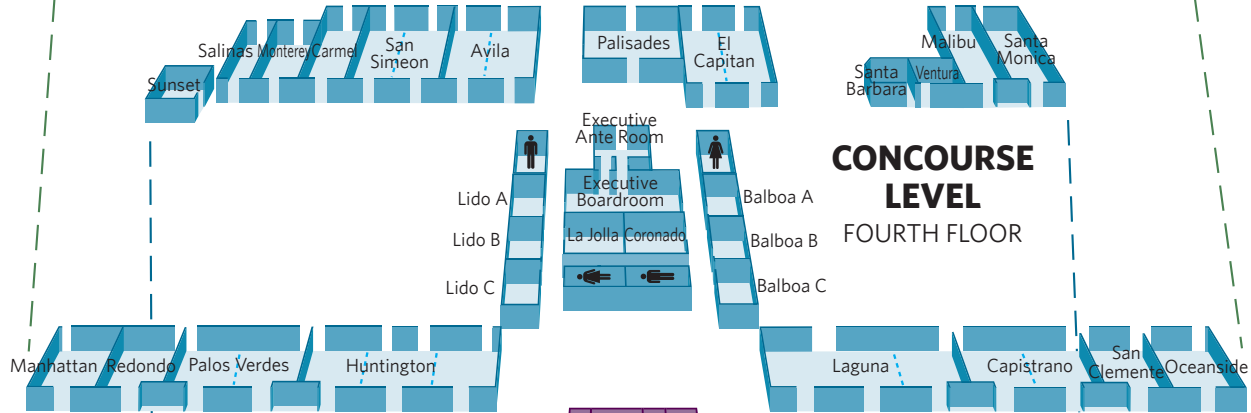 Salinas
Monterey
Carmel
San
Simeon
Avila
Palisades
El
Capitan
Malibu
Santa
Monica
Sunset
Santa
Barbara
Ventura
Executive
Ante Room
CONCOURSE
LEVEL
FOURTH FLOOR
Executive
Boardroom
Lido A
Balboa A
Lido B
La Jolla
Coronado
Balboa B
Lido C
Balboa C
Manhattan
Redondo
Palos Verdes
Huntington
Laguna
Capistrano
San
Clemente
Oceanside